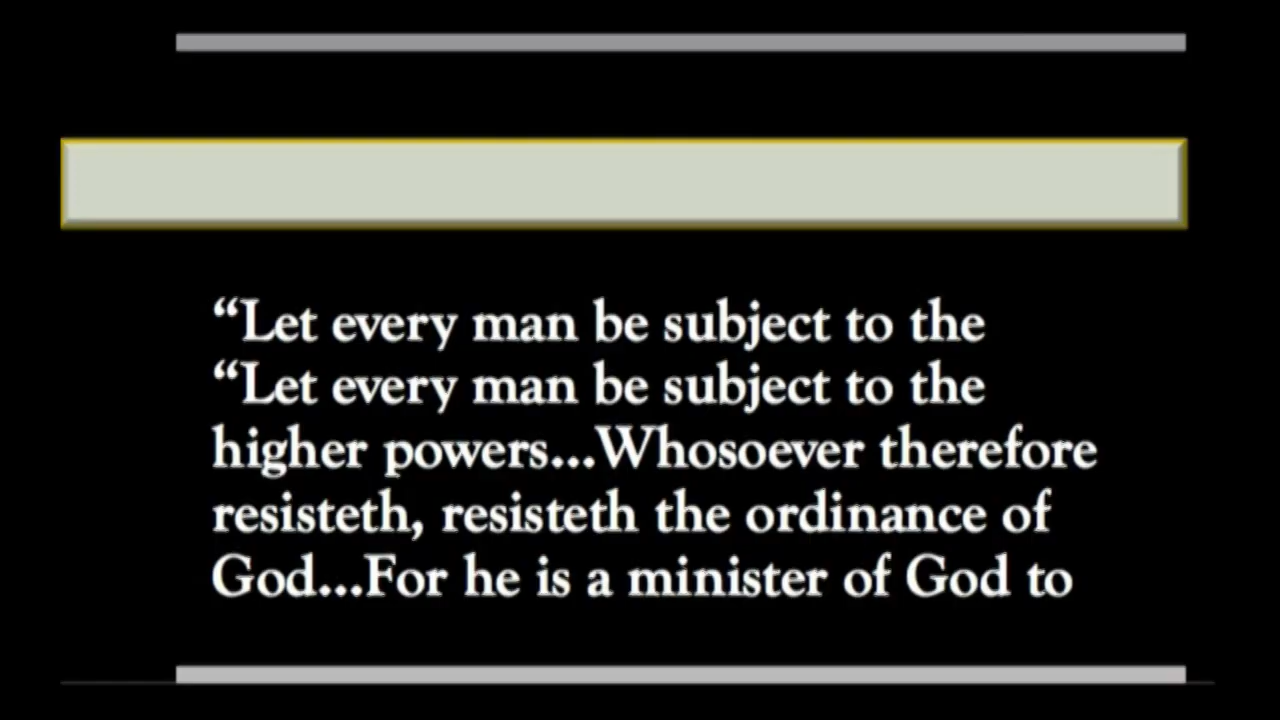 “Let every man be subject to the
“Let every man be subject to the
higher powers...Whosoever therefore
resisteth, resisteth the ordinance of
God...For he is a minister of God to